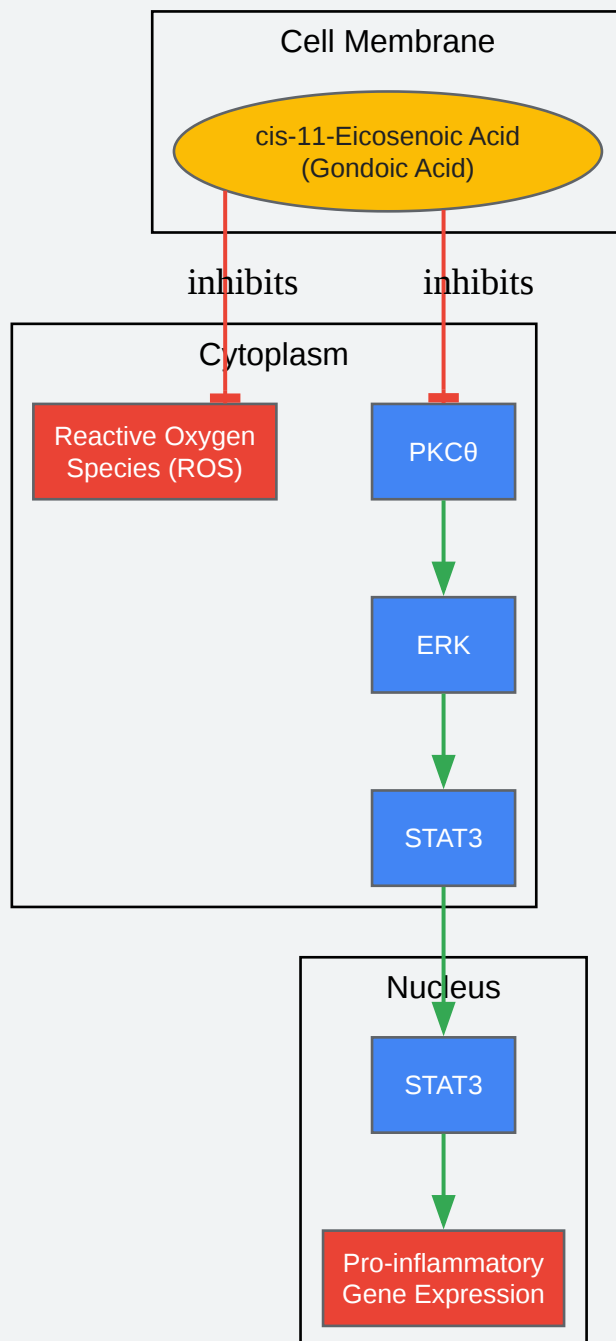 Cell Membrane
cis-11-Eicosenoic Acid
(Gondoic Acid)
inhibits
inhibits
Cytoplasm
Reactive Oxygen
Species (ROS)
PKCθ
ERK
STAT3
Nucleus
STAT3
Pro-inflammatory
Gene Expression